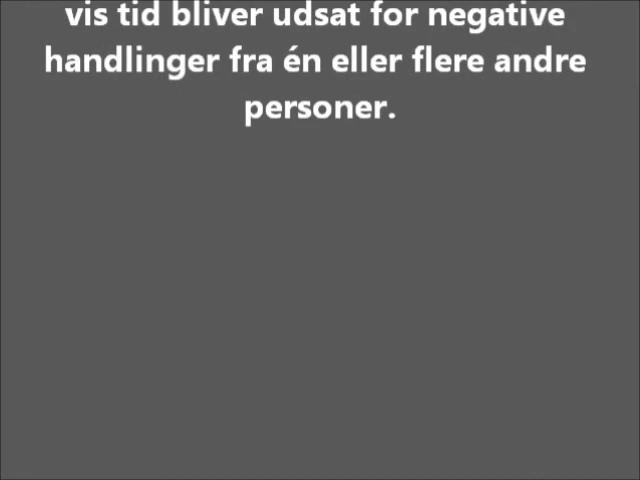 vis tid bliver udsat for negative
handlinger fra én eller flere andre
personer.